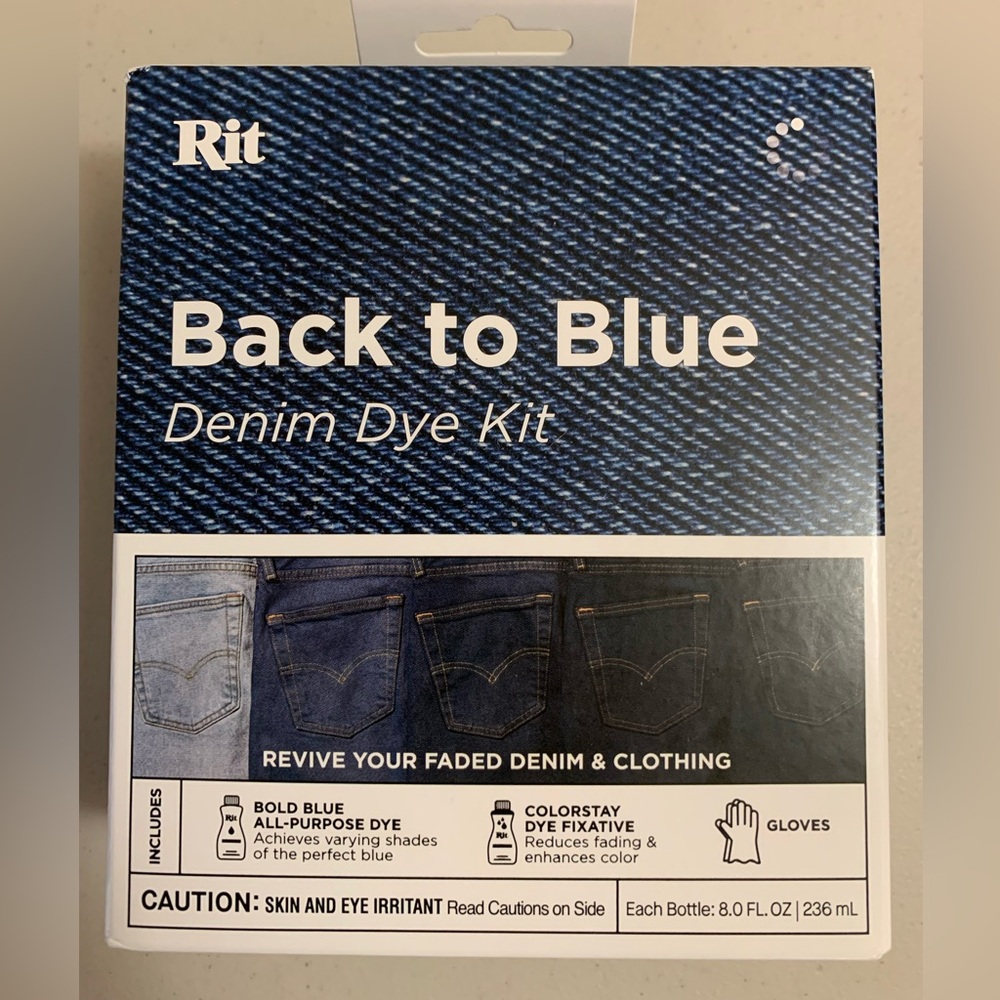 Rit
Back to Blue
Denim Dye Kit
REVIVE YOUR FADED DENIM & CLOTHING
INCLUDES
Rit
BOLD BLUE
ALL-PURPOSE DYE
Achieves varying shades
of the perfect blue
Rit
COLORSTAY
DYE FIXATIVE
Reduces fading &
enhances color
GLOVES
CAUTION: SKIN AND EYE IRRITANT Read Cautions on Side
Each Bottle: 8.0 FL. OZ | 236 mL